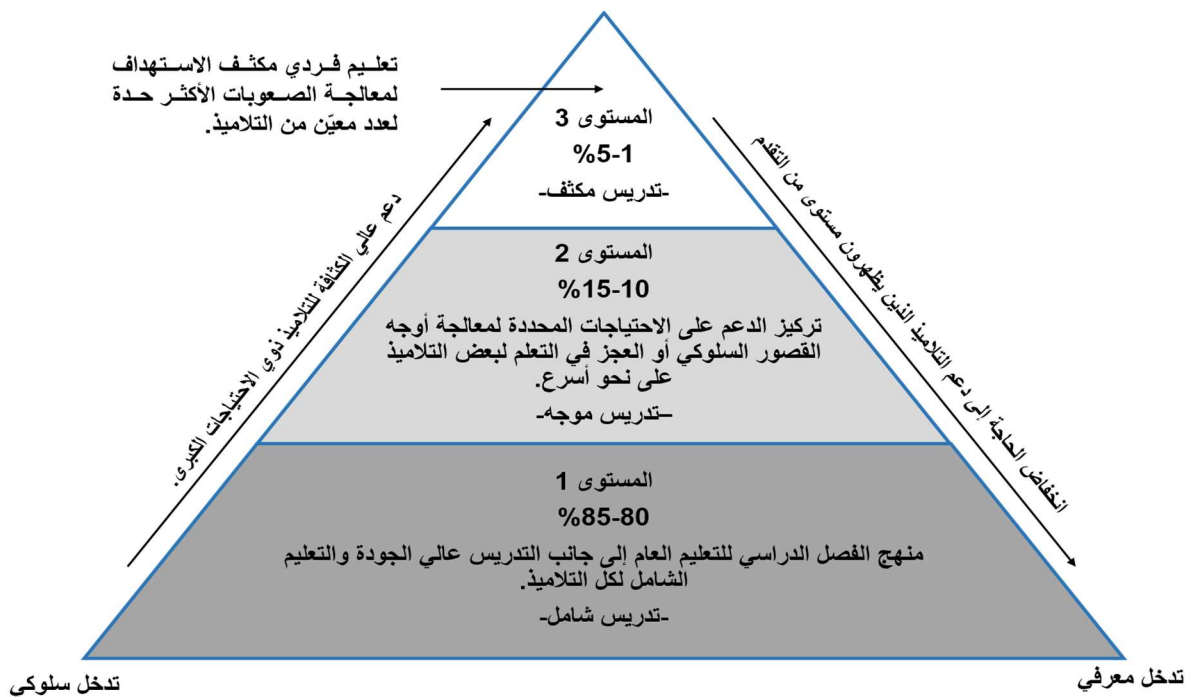 تعليم فردي مكثف الاستهداف
لمعالجة الصعوبات الأكثر حدة
لعدد معيّن من التلاميذ.
المستوى 3
%5-1
-تدريس مكثف-
دعم عالي الكثافة للتلاميذ ذوي الاحتياجات الكبرى.
انخفاض الحاجة إلى دعم التلاميذ الذين يظهرون مستوى من التقدم
المستوى 2
%15-10
تركيز الدعم على الاحتياجات المحددة لمعالجة أوجه
القصور السلوكي أو العجز في التعلم لبعض التلاميذ
على نحو أسرع.
–تدريس موجه-
المستوى 1
%85-80
منهج الفصل الدراسي للتعليم العام إلى جانب التدريس عالي الجودة والتعليم
الشامل لكل التلاميذ.
-تدريس شامل-
تدخل معرفي
تدخل سلوكي